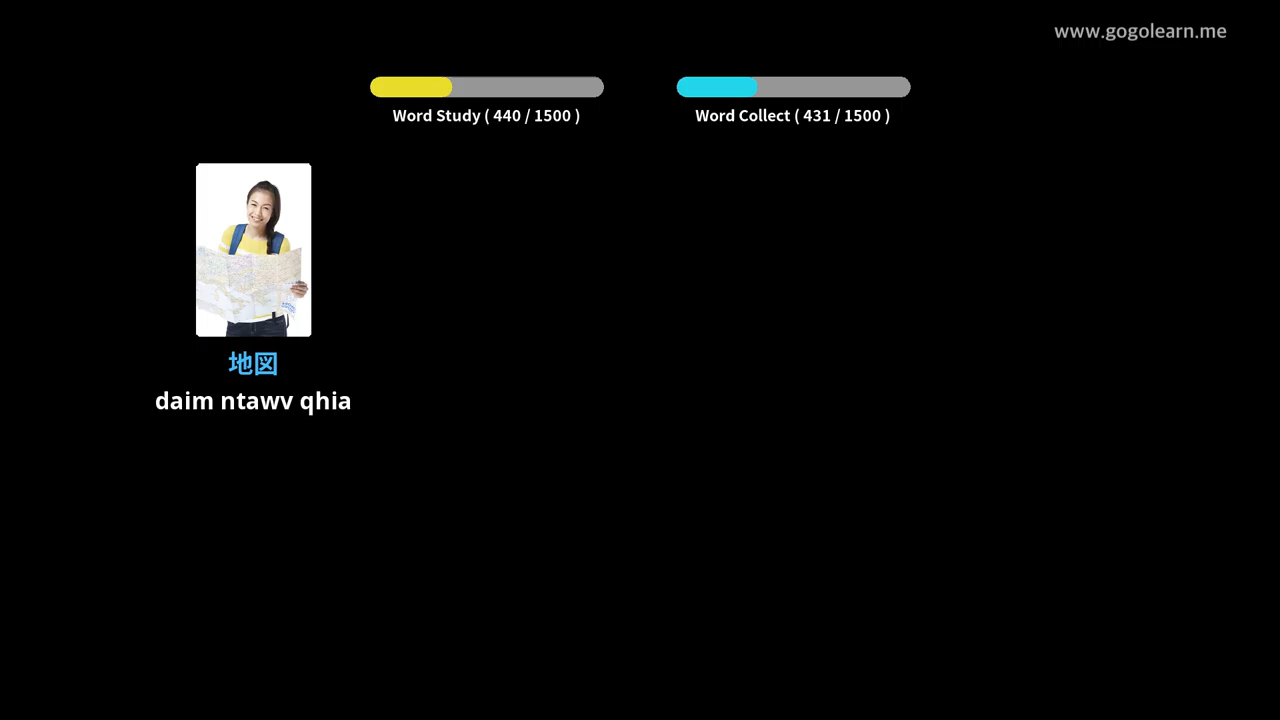 www.gogolearn.me
Word Study ( 440 / 1500 )
Word Collect ( 431 / 1500 )
地図
daim ntawv qhia